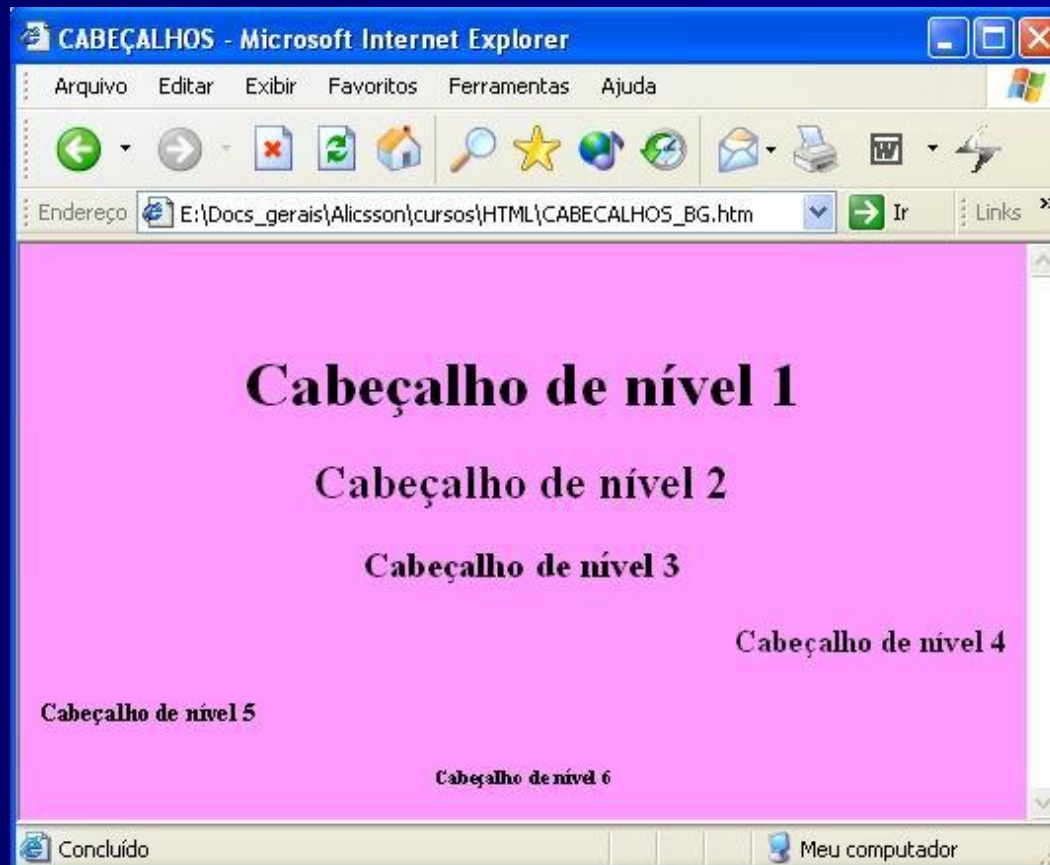 CABEÇALHOS - Microsoft Internet Explorer
Arquivo Editar Exibir Favoritos Ferramentas Ajuda
Endereço E:\Docs_gerais\Alicsson\cursos\HTML\CABECALHOS_BG.htm Ir Links »
Cabeçalho de nível 1
Cabeçalho de nível 2
Cabeçalho de nível 3
Cabeçalho de nível 4
Cabeçalho de nível 5
Cabeçalho de nível 6
Concluído Meu computador